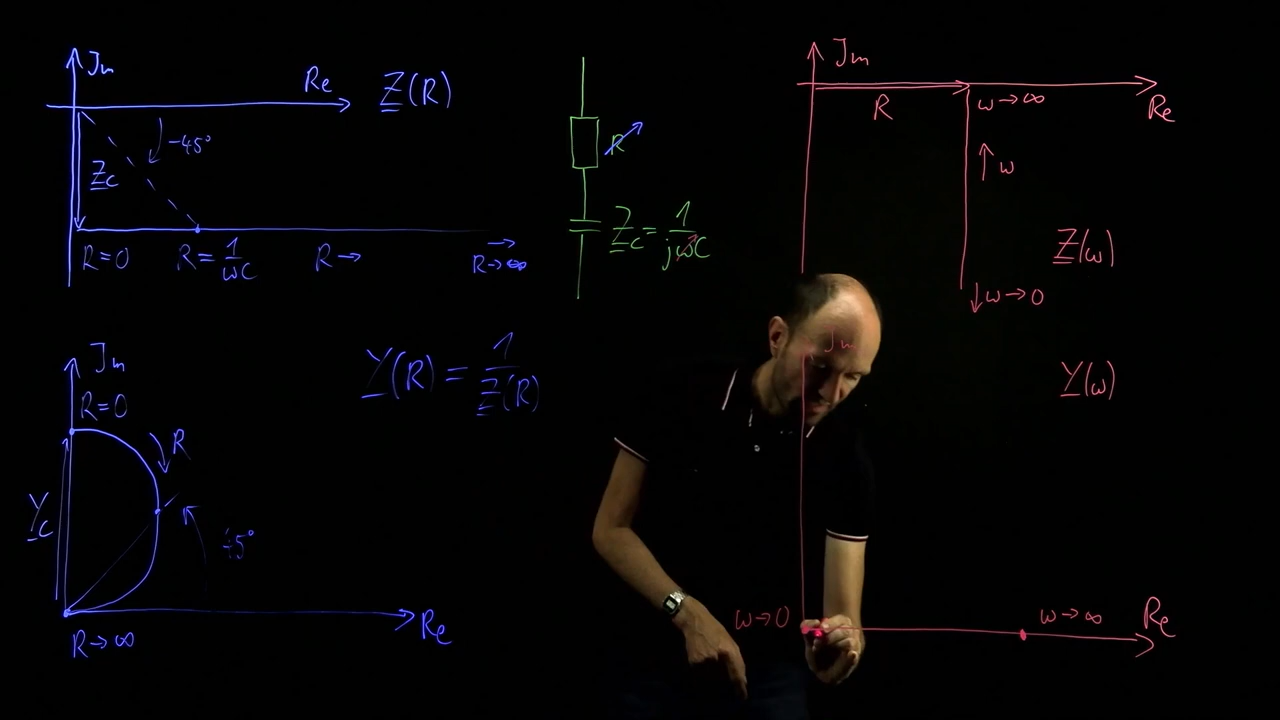 Jm
Re
Z(R)
-45°
Zc
R=0
R=1/ωC
R→
R→∞
Jm
R=0
R
Yc
45°
R→∞
Re
Y(R)=1/Z(R)
R
Zc=1/jωC
Jm
R
ω→∞
Re
ω
Z(ω)
ω→0
Jm
Y(ω)
ω→0
ω→∞
Re